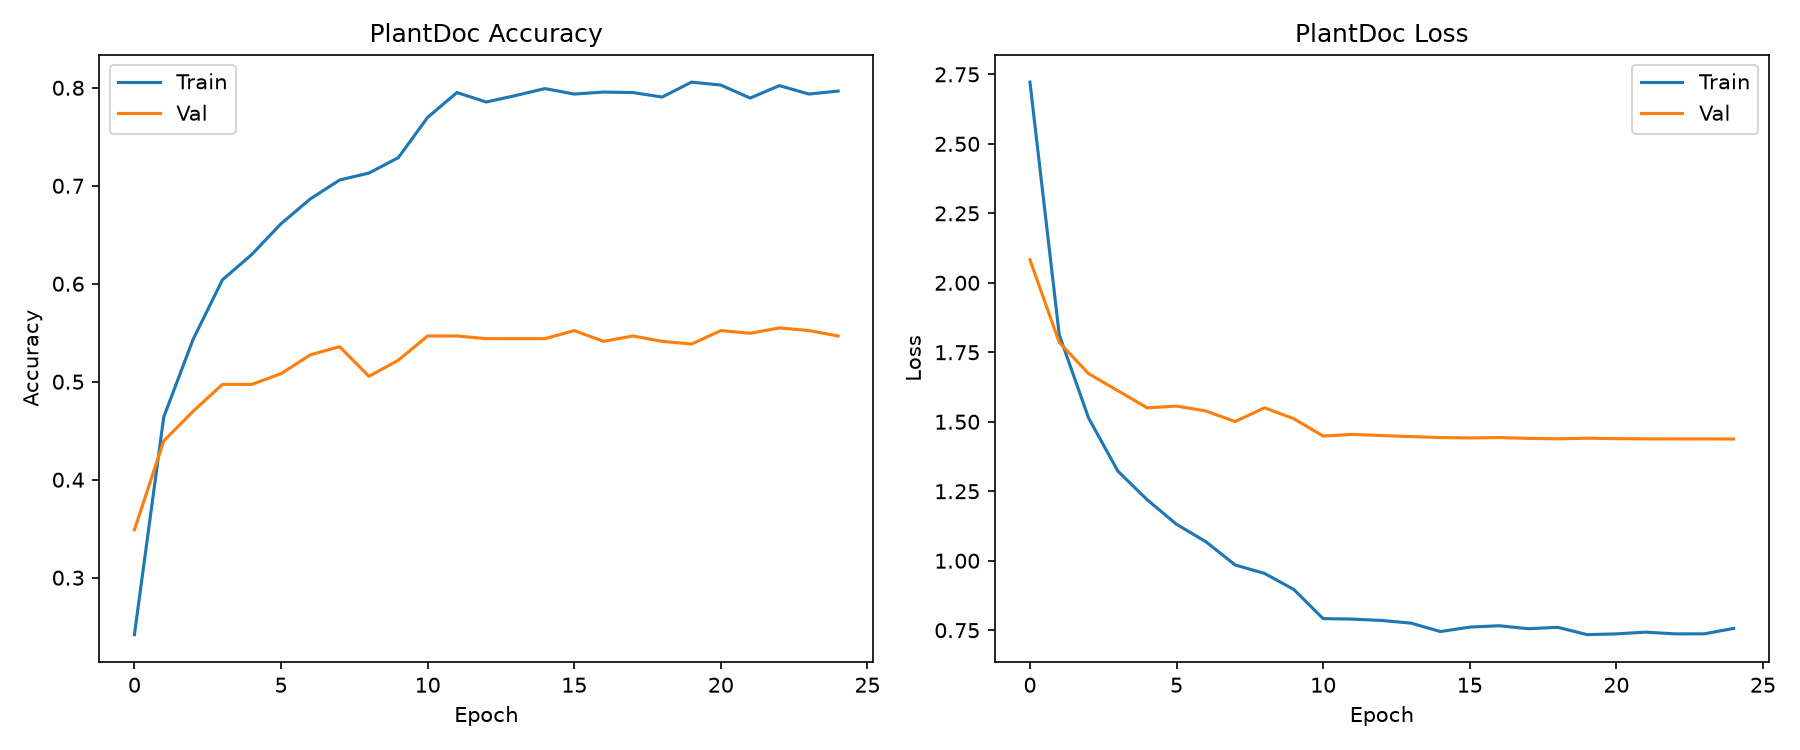 PlantDoc Accuracy
Train
Val
0.8
0.7
0.6
0.5
0.4
0.3
Accuracy
0 5 10 15 20 25
Epoch
PlantDoc Loss
Train
Val
2.75
2.50
2.25
2.00
1.75
1.50
1.25
1.00
0.75
Loss
0 5 10 15 20 25
Epoch